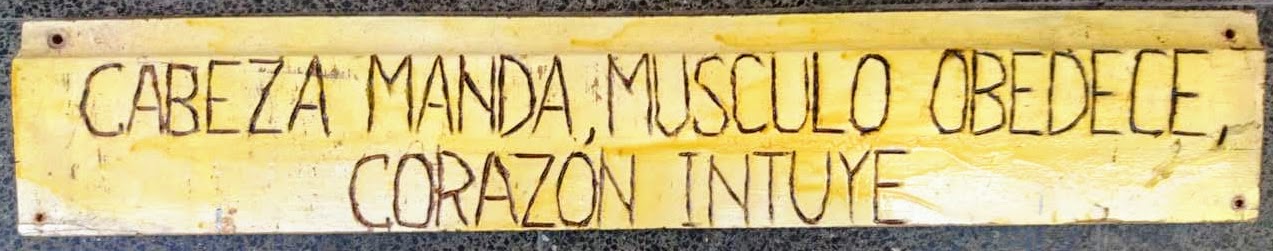 CABEZA MANDA, MUSCULO OBEDECE,
CORAZÓN INTUYE